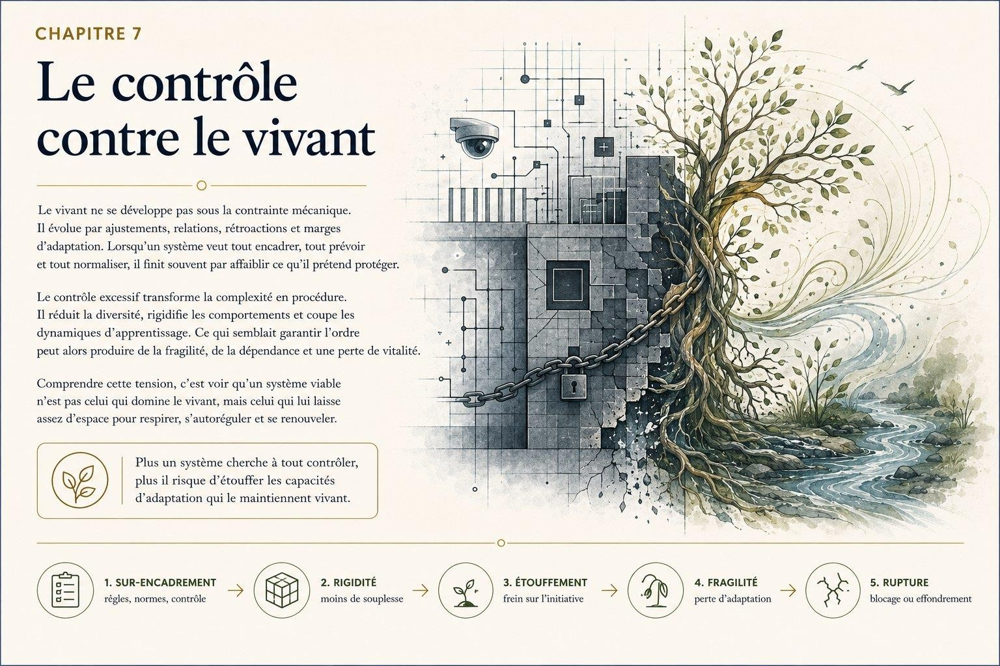 CHAPITRE 7
Le contrôle
contre le vivant
Le vivant ne se développe pas sous la contrainte mécanique.
Il évolue par ajustements, relations, rétroactions et marges
d’adaptation. Lorsqu’un système veut tout encadrer, tout prévoir
et tout normaliser, il finit souvent par affaiblir ce qu’il prétend protéger.
Le contrôle excessif transforme la complexité en procédure.
Il réduit la diversité, rigidifie les comportements et coupe les
dynamiques d’apprentissage. Ce qui semblait garantir l’ordre
peut alors produire de la fragilité, de la dépendance et une perte de vitalité.
Comprendre cette tension, c’est voir qu’un système viable
n’est pas celui qui domine le vivant, mais celui qui lui laisse
assez d’espace pour respirer, s’autoréguler et se renouveler.
Plus un système cherche à tout contrôler,
plus il risque d’étouffer les capacités
d’adaptation qui le maintiennent vivant.
1. SUR-ENCADREMENT
règles, normes, contrôle
2. RIGIDITÉ
moins de souplesse
3. ÉTOUFFEMENT
frein sur l’initiative
4. FRAGILITÉ
perte d’adaptation
5. RUPTURE
blocage ou effondrement